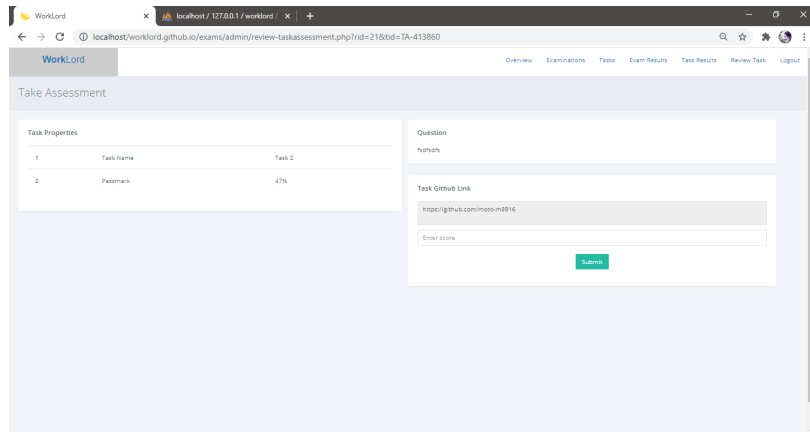 WorkLord
localhost / 127.0.0.1 / worklord /
localhost/worklord.github.io/exams/admin/review-taskassessment.php?rid=21&tid=TA-413860
WorkLord
Overview Examinations Tasks Exam Results Task Results Review Task Logout
Take Assessment
Task Properties
1 Task Name Task 2
2 Passmark 47%
Question
fsdfsdfs
Task Github Link
https://github.com/moto-m8916
Enter score
Submit